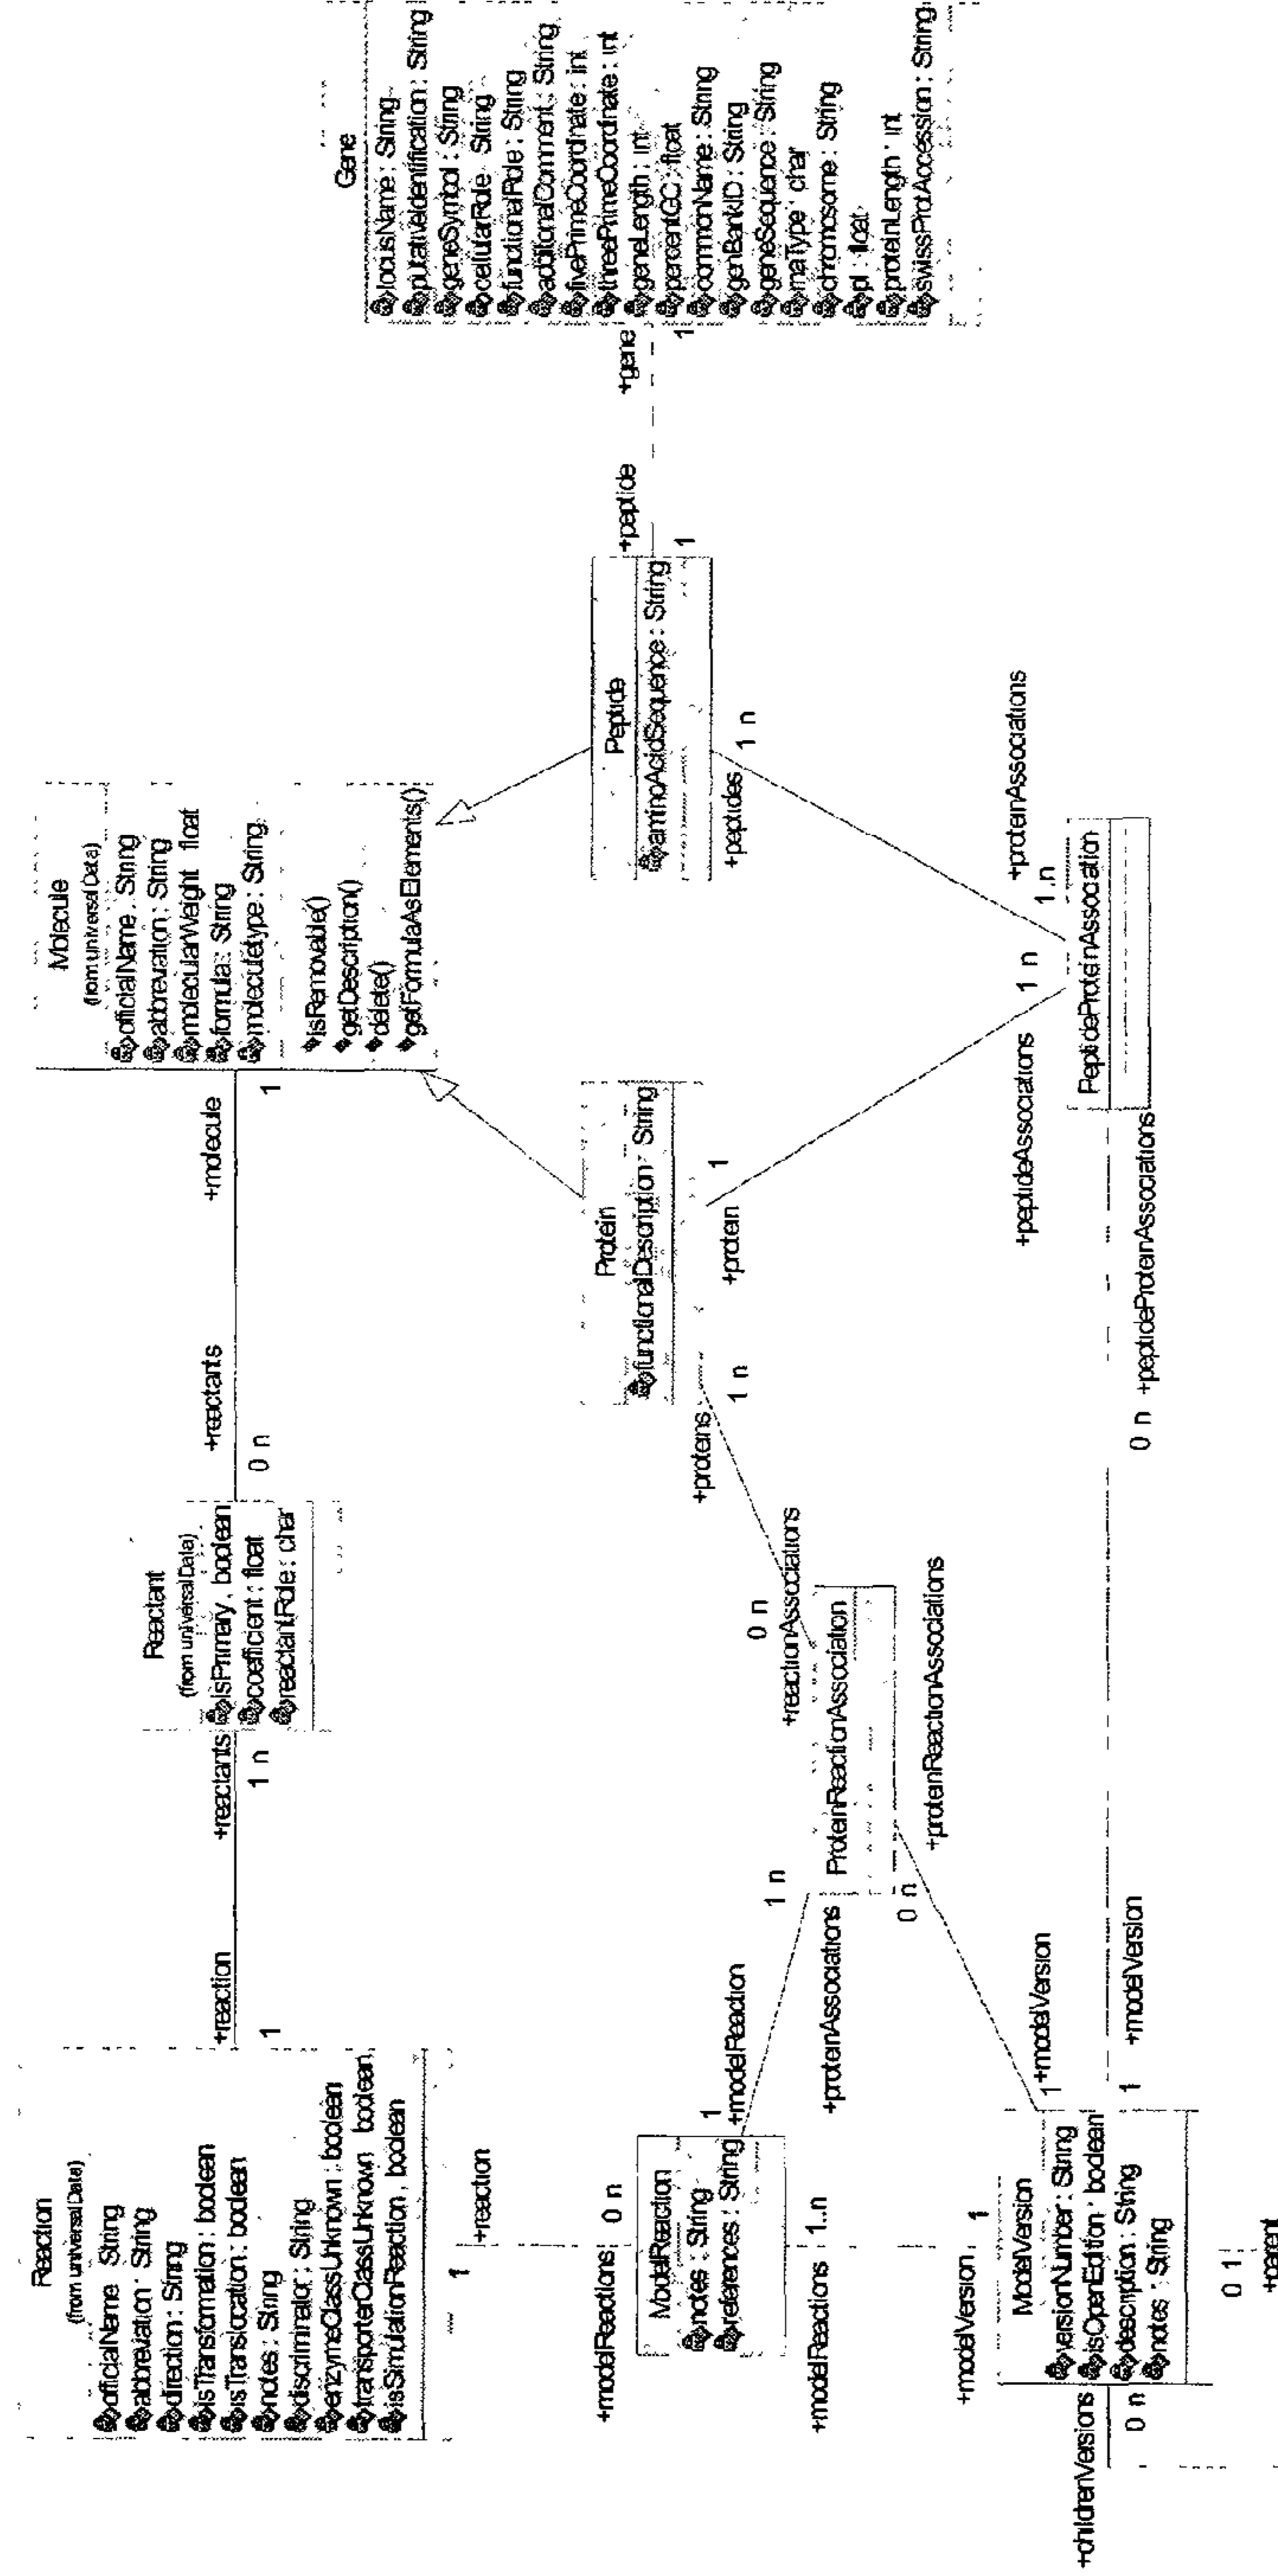 Reaction
(from universalData)
officialName String
abbreviation : String
direction : String
isTransformation : boolean
isTranslocation : boolean
notes : String
discriminator : String
enzymeClassUnknown : boolean
transporterClassUnknown boolean
isSimulationReaction , boolean
+reaction
1
+reactants
1 n
Reactant
(from universalData)
isPrimary , boolean
coefficient : float
reactantRole : char
+reactants
0 n
+molecule
1
Molecule
(from universalData)
officialName . String
abbreviation : String
molecularWeight float
formula : String
moleculetype : String
isRemovable()
getDescription()
delete()
getFormulaAsElements()
Gene
locusName : String
putativeIdentification : String
geneSymbol : String
cellularRole String
functionalRole : String
additionalComment : String
fivePrimeCoordinate : int
threePrimeCoordinate : int
geneLength : int
percentGC : float
commonName : String
genBankID : String
geneSequence : String
rnaType char
chromosome : String
pI : float
proteinLength int
swissProtAccession : String
+reaction
1
+modelReactions
0 n
ModelReaction
notes : String
references : String
1
+modelReaction
1 n
+proteinAssociations
+modelReactions
1..n
+modelVersion
1
Protein
functionalDescription String
+proteins
1 n
+protein
1
0 n
+reactionAssociations
ProteinReactionAssociation
0 n
+proteinReactionAssociations
Peptide
aminoAcidSequence : String
+peptide
1
+gene
1
+peptides
1 n
+proteinAssociations
1..n
1 n
+peptideAssociations
PeptideProteinAssociation
0 n +peptideProteinAssociations
ModelVersion
versionNumber : String
isOpenEdition boolean
description : String
notes : String
1 +modelVersion
1
+modelVersion
+childrenVersions
0 n
0 1
+parent